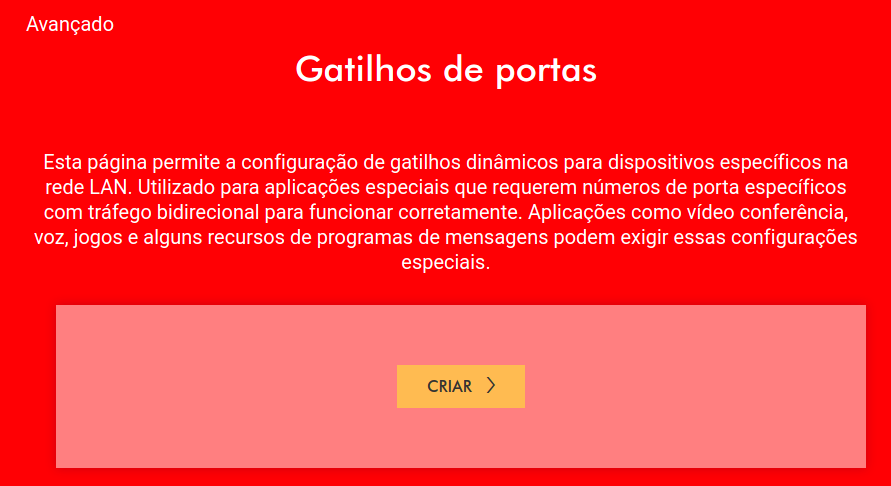 Avançado
Gatilhos de portas
Esta página permite a configuração de gatilhos dinâmicos para dispositivos específicos na
rede LAN. Utilizado para aplicações especiais que requerem números de porta específicos
com tráfego bidirecional para funcionar corretamente. Aplicações como vídeo conferência,
voz, jogos e alguns recursos de programas de mensagens podem exigir essas configurações
especiais.
CRIAR